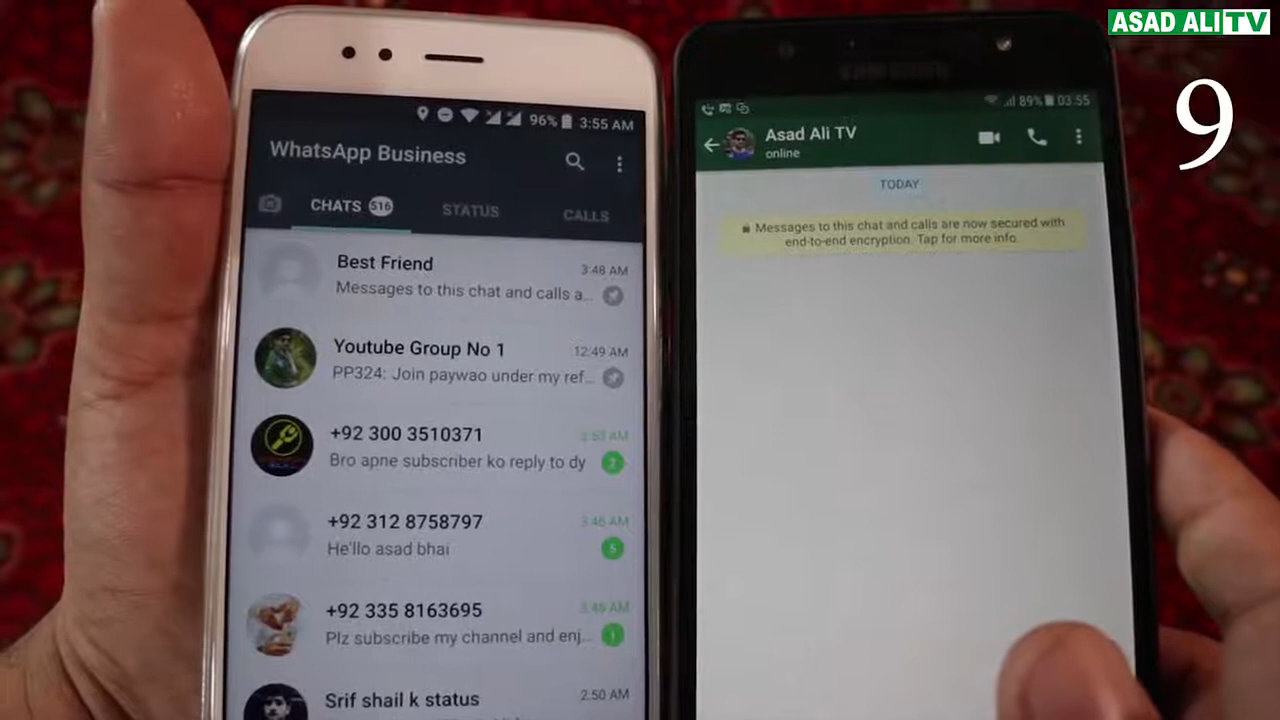 ASAD ALI TV
9
96% 3:55 AM
WhatsApp Business
CHATS 516 STATUS CALLS
Best Friend 3:48 AM
Messages to this chat and calls a...
Youtube Group No 1 12:49 AM
PP324: Join paywao under my ref...
+92 300 3510371
Bro apne subscriber ko reply to dy 2
+92 312 8758797 3:46 AM
He'llo asad bhai 5
+92 335 8163695
Plz subscribe my channel and enj... 1
Srif shail k status 2:50 AM
89% 03:55
Asad Ali TV
online
TODAY
Messages to this chat and calls are now secured with
end-to-end encryption. Tap for more info.